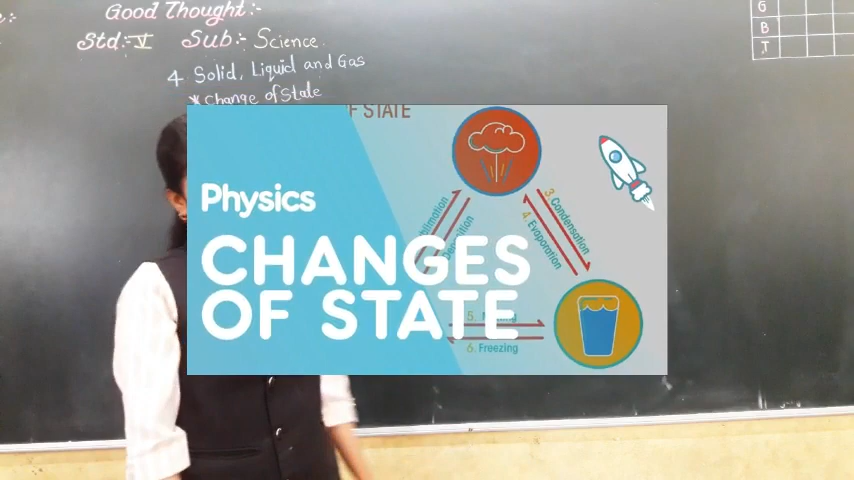 Good Thought:-
Std:-V Sub:- Science.
4 Solid, Liquid and Gas
* Change of State
G
B
T
F STATE
Physics
CHANGES
OF STATE
3. Condensation
4. Evaporation
5.
6. Freezing